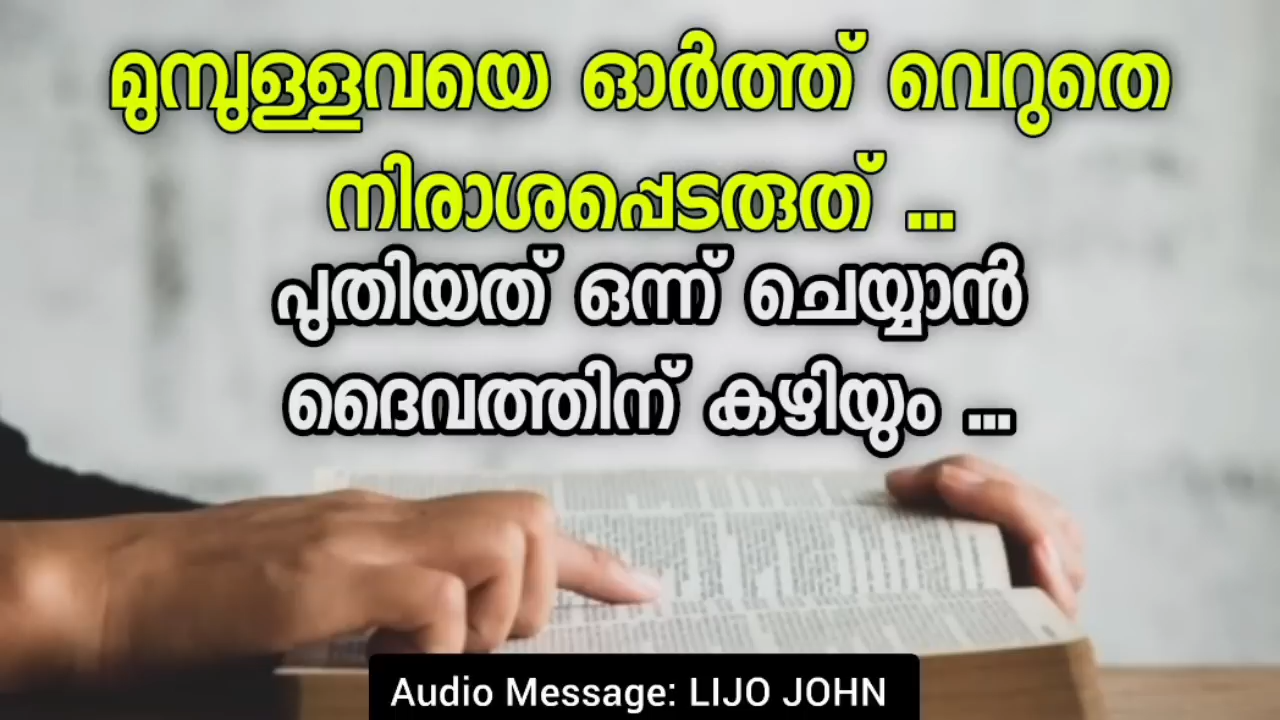 മുമ്പുള്ളവയെ ഓർത്ത് വെറുതെ
നിരാശപ്പെടരുത് ...
പുതിയത് ഒന്ന് ചെയ്യാൻ
ദൈവത്തിന് കഴിയും ...
Audio Message: LIJO JOHN